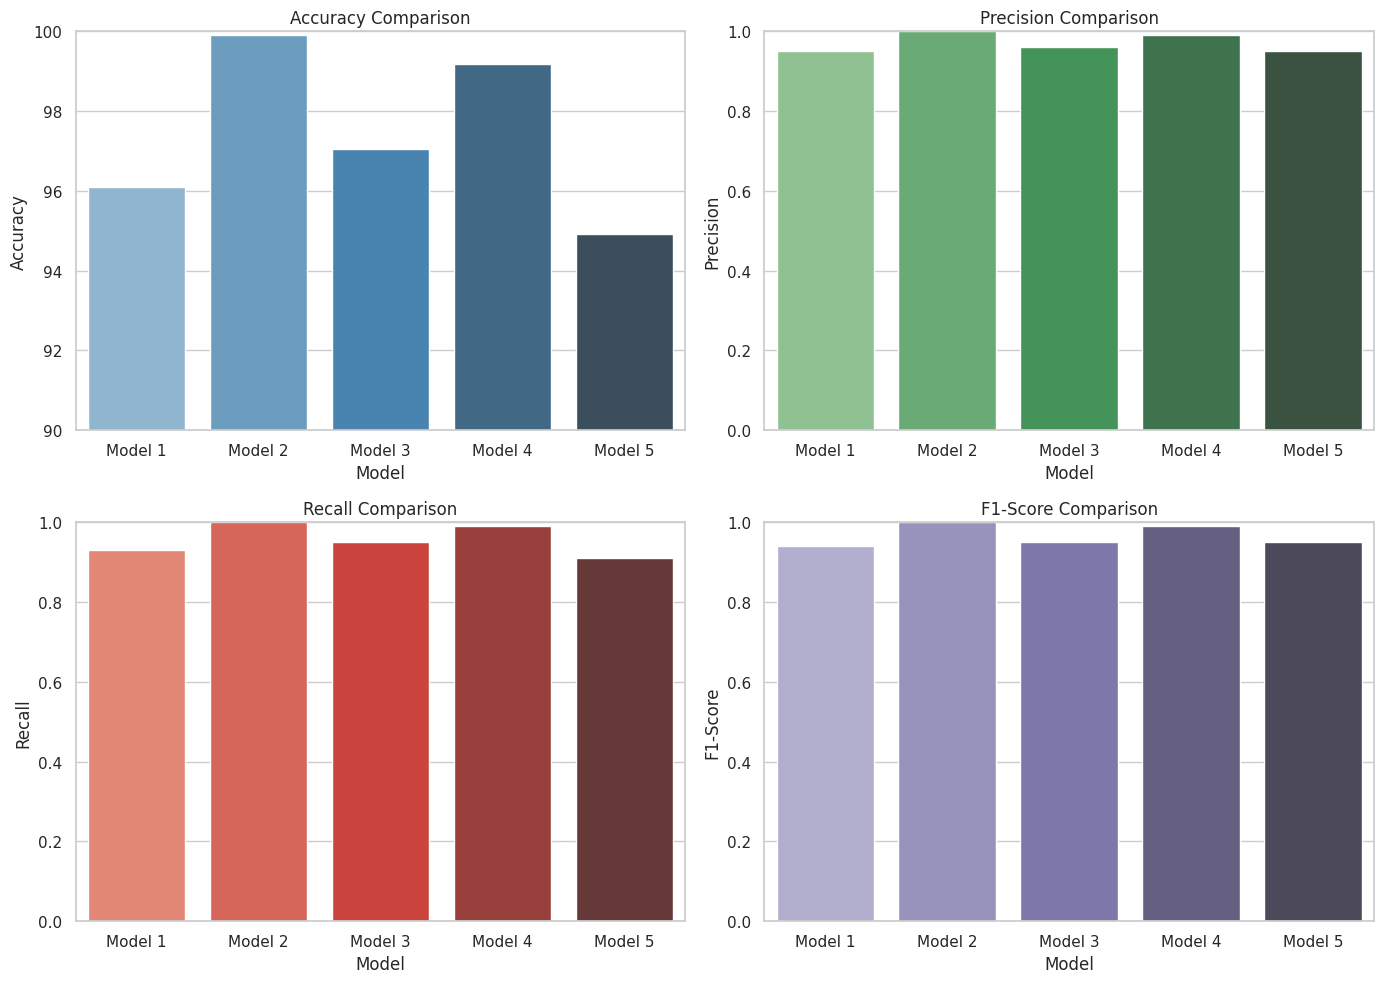 Accuracy Comparison
100
98
96
94
92
90
Accuracy
Model 1 Model 2 Model 3 Model 4 Model 5
Model
Precision Comparison
1.0
0.8
0.6
0.4
0.2
0.0
Precision
Model 1 Model 2 Model 3 Model 4 Model 5
Model
Recall Comparison
1.0
0.8
0.6
0.4
0.2
0.0
Recall
Model 1 Model 2 Model 3 Model 4 Model 5
Model
F1-Score Comparison
1.0
0.8
0.6
0.4
0.2
0.0
F1-Score
Model 1 Model 2 Model 3 Model 4 Model 5
Model